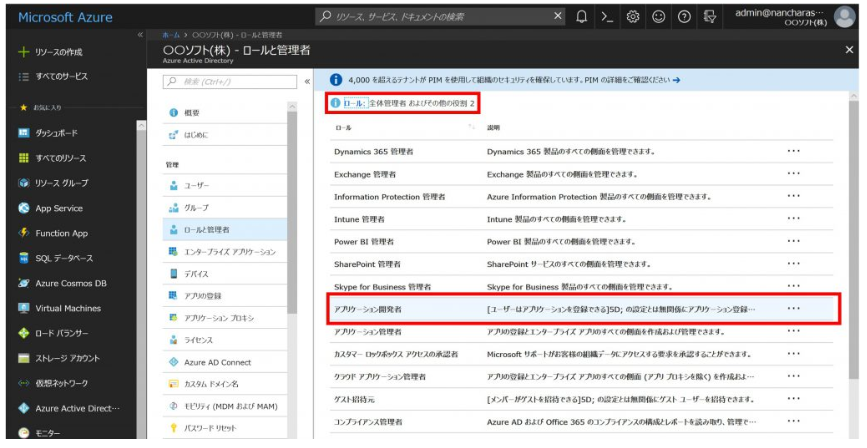 Microsoft Azure
リソース、サービス、ドキュメントの検索
admin@nancharas…
〇〇ソフト(株)
ホーム > 〇〇ソフト(株) - ロールと管理者
〇〇ソフト(株) - ロールと管理者
Azure Active Directory
リソースの作成
すべてのサービス
お気に入り
ダッシュボード
すべてのリソース
リソース グループ
App Service
Function App
SQL データベース
Azure Cosmos DB
Virtual Machines
ロード バランサー
ストレージ アカウント
仮想ネットワーク
Azure Active Direct…
モニター
検索 (Ctrl+/)
概要
はじめに
管理
ユーザー
グループ
ロールと管理者
エンタープライズ アプリケーション
デバイス
アプリの登録
アプリケーション プロキシ
ライセンス
Azure AD Connect
カスタム ドメイン名
モビリティ (MDM および MAM)
パスワード リセット
4,000 を超えるテナントが PIM を使用して組織のセキュリティを確保しています。PIM の詳細をご確認ください →
ロール: 全体管理者 およびその他の役割 2
ロール 説明
Dynamics 365 管理者 Dynamics 365 製品のすべての側面を管理できます。
Exchange 管理者 Exchange 製品のすべての側面を管理できます。
Information Protection 管理者 Azure Information Protection 製品のすべての側面を管理できます。
Intune 管理者 Intune 製品のすべての側面を管理できます。
Power BI 管理者 Power BI 製品のすべての側面を管理できます。
SharePoint 管理者 SharePoint サービスのすべての側面を管理できます。
Skype for Business 管理者 Skype for Business 製品のすべての側面を管理できます。
アプリケーション開発者 [ユーザーはアプリケーションを登録できる]5D; の設定とは無関係にアプリケーション登録…
アプリケーション管理者 アプリの登録とエンタープライズ アプリのすべての側面を作成および管理できます。
カスタマー ロックボックス アクセスの承認者 Microsoft サポートがお客様の組織データにアクセスする要求を承認することができます。
クラウド アプリケーション管理者 アプリの登録とエンタープライズ アプリのすべての側面 (アプリ プロキシを除く) を作成およ…
ゲスト招待元 [メンバーがゲストを招待できる]5D; の設定とは無関係にゲスト ユーザーを招待できます。
コンプライアンス管理者 Azure AD および Office 365 のコンプライアンスの構成とレポートを読み取り、管理で…